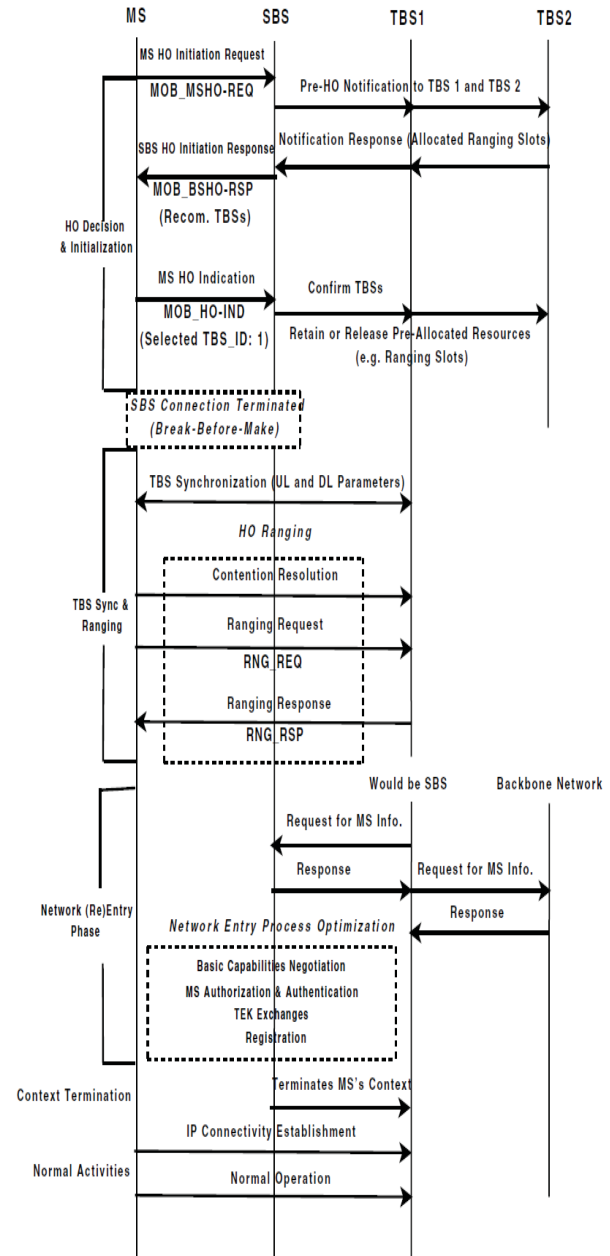 MS SBS TBS1 TBS2
MS HO Initiation Request
MOB_MSHO-REQ
Pre-HO Notification to TBS 1 and TBS 2
Notification Response (Allocated Ranging Slots)
SBS HO Initiation Response
MOB_BSHO-RSP
(Recom. TBSs)
HO Decision
& Initialization
MS HO Indication
MOB_HO-IND
(Selected TBS_ID: 1)
Confirm TBSs
Retain or Release Pre-Allocated Resources
(e.g. Ranging Slots)
SBS Connection Terminated
(Break-Before-Make)
TBS Synchronization (UL and DL Parameters)
HO Ranging
Contention Resolution
TBS Sync &
Ranging
Ranging Request
RNG_REQ
Ranging Response
RNG_RSP
Would be SBS
Backbone Network
Request for MS Info.
Response
Request for MS Info.
Response
Network (Re)Entry
Phase
Network Entry Process Optimization
Basic Capabilities Negotiation
MS Authorization & Authentication
TEK Exchanges
Registration
Context Termination
Terminates MS's Context
IP Connectivity Establishment
Normal Activities
Normal Operation